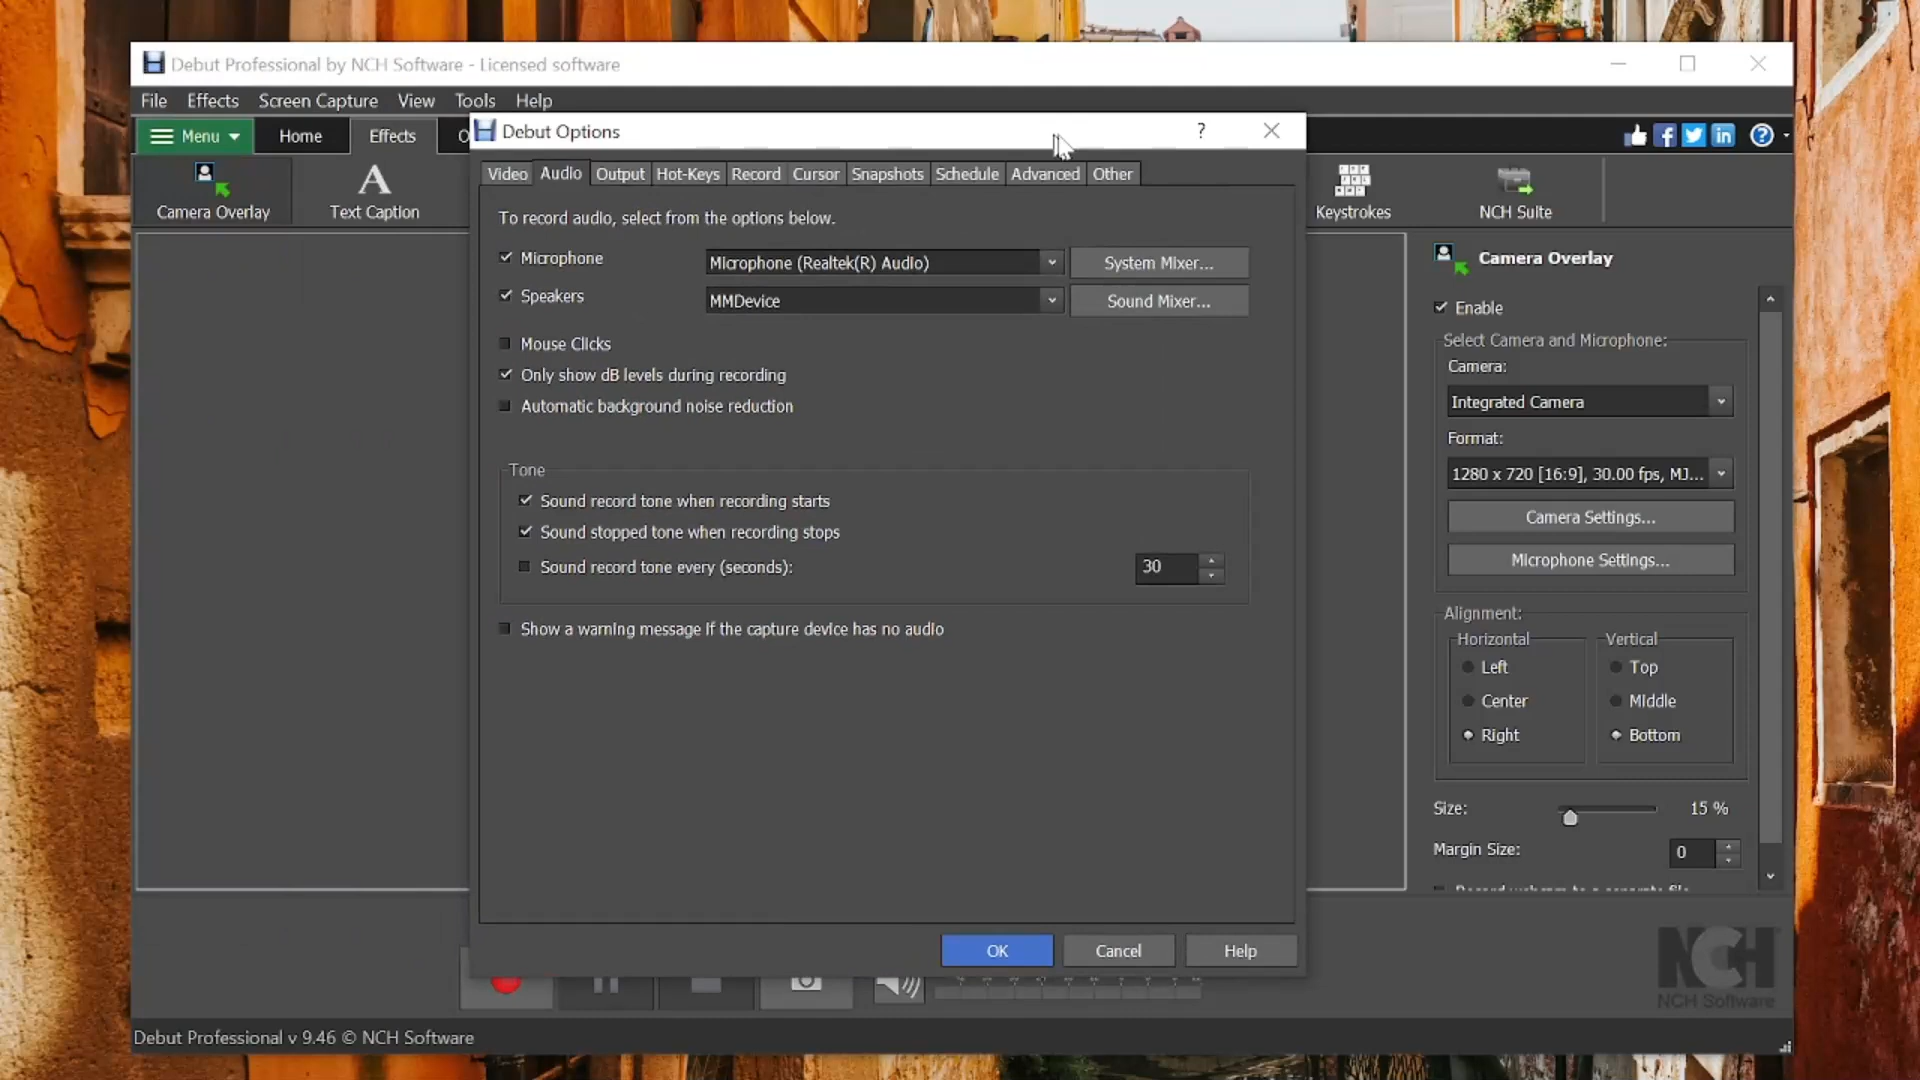 Debut Professional by NCH Software - Licensed software
File Effects Screen Capture View Tools Help
Menu Home Effects O
Debut Options ?
Camera Overlay Text Caption Keystrokes NCH Suite
Video Audio Output Hot-Keys Record Cursor Snapshots Schedule Advanced Other
To record audio, select from the options below.
Microphone Microphone (Realtek(R) Audio) System Mixer...
Speakers MMDevice Sound Mixer...
Mouse Clicks
Only show dB levels during recording
Automatic background noise reduction
Tone
Sound record tone when recording starts
Sound stopped tone when recording stops
Sound record tone every (seconds): 30
Show a warning message if the capture device has no audio
OK Cancel Help
Camera Overlay
Enable
Select Camera and Microphone:
Camera:
Integrated Camera
Format:
1280 x 720 [16:9], 30.00 fps, MJ...
Camera Settings...
Microphone Settings...
Alignment:
Horizontal Vertical
Left Top
Center Middle
Right Bottom
Size: 15 %
Margin Size: 0
NCH
NCH Software
Debut Professional v 9.46 © NCH Software